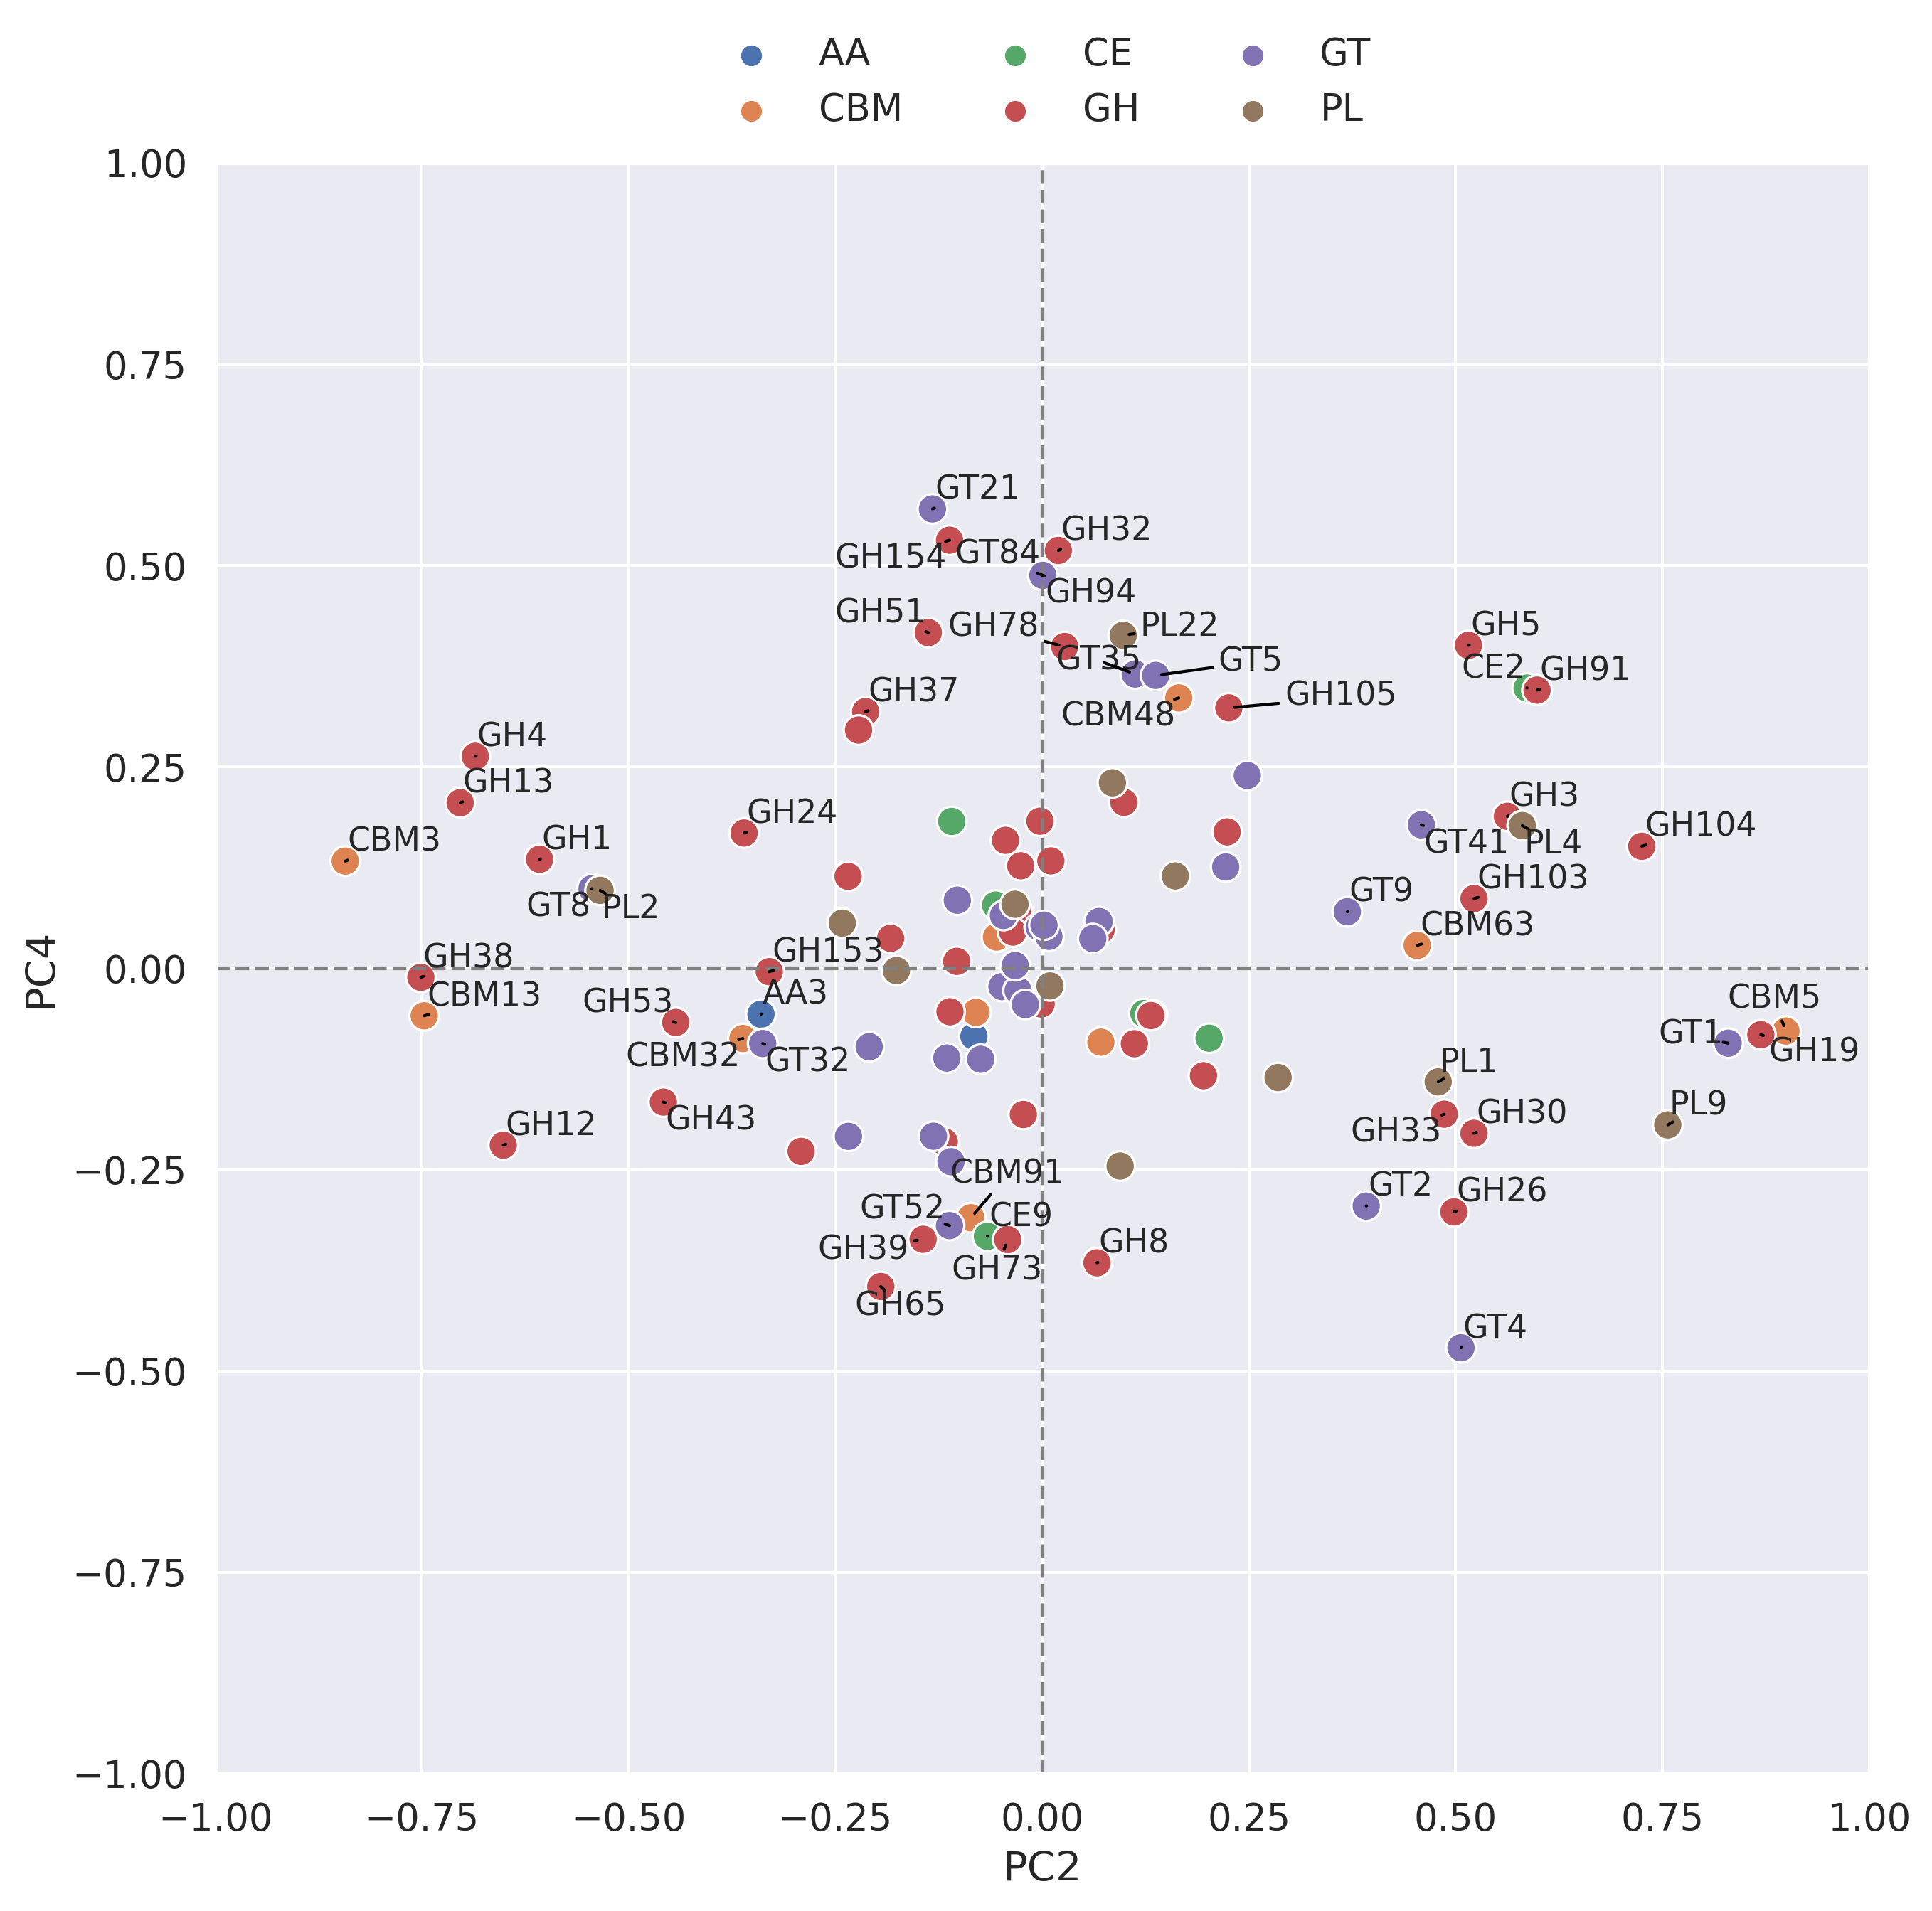 AA CE GT
CBM GH PL
1.00
0.75
0.50
0.25
0.00
−0.25
−0.50
−0.75
−1.00
PC4
GT21
GH32
GH154 GT84
GH94
GH51 GH78 PL22 GH5
GT35 GT5 CE2 GH91
GH37 CBM48 GH105
GH4
GH13
GH3
GH24 GH104
CBM3 GH1 GT41 PL4
GH103
GT8 PL2 GT9
CBM63
GH38 GH153
CBM13 GH53 AA3 CBM5
CBM32 GT32 GT1 GH19
PL1
PL9
GH12 GH43 GH33 GH30
CBM91
GT52 CE9 GT2 GH26
GH39 GH73 GH8
GH65
GT4
−1.00 −0.75 −0.50 −0.25 0.00 0.25 0.50 0.75 1.00
PC2